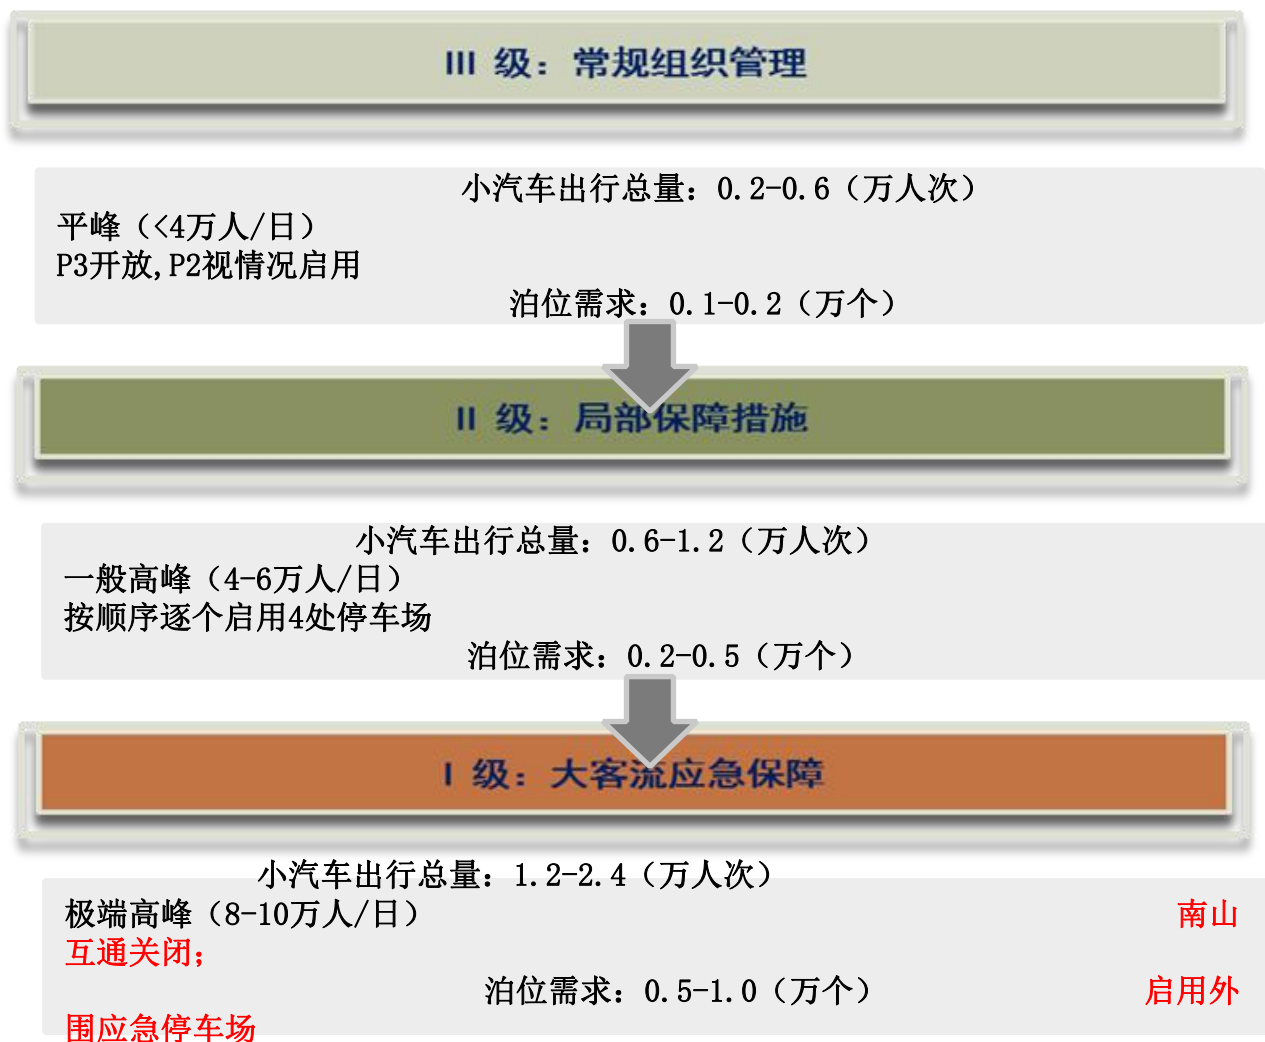 III 级：常规组织管理
小汽车出行总量：0.2-0.6（万人次）
平峰（<4万人/日）
P3开放,P2视情况启用
泊位需求：0.1-0.2（万个）
II 级：局部保障措施
小汽车出行总量：0.6-1.2（万人次）
一般高峰（4-6万人/日）
按顺序逐个启用4处停车场
泊位需求：0.2-0.5（万个）
I 级：大客流应急保障
小汽车出行总量：1.2-2.4（万人次）
极端高峰（8-10万人/日） 南山
互通关闭；
泊位需求：0.5-1.0（万个） 启用外
围应急停车场